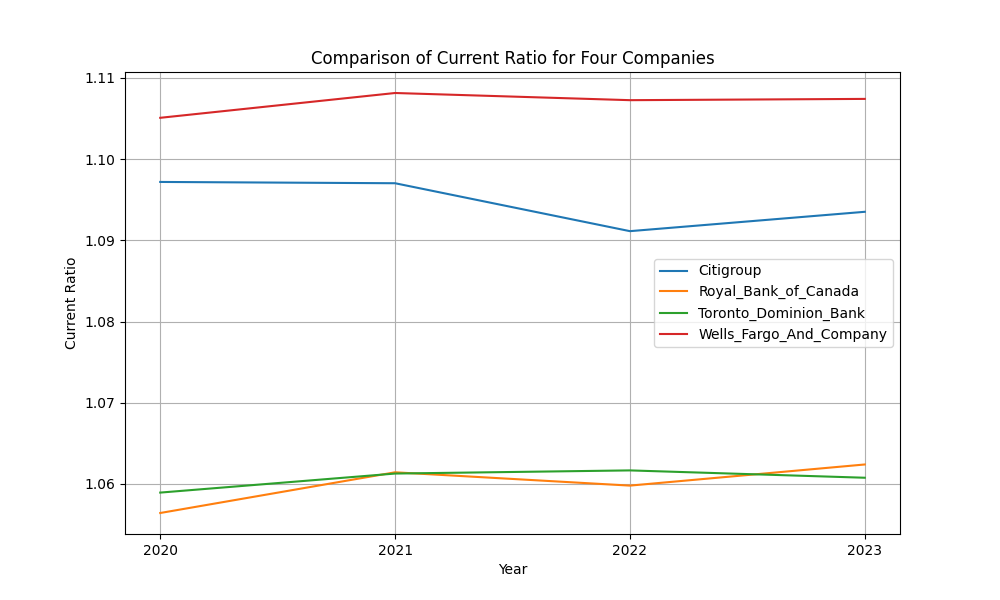 Comparison of Current Ratio for Four Companies
1.11
1.10
1.09
1.08
1.07
1.06
Current Ratio
Citigroup
Royal_Bank_of_Canada
Toronto_Dominion_Bank
Wells_Fargo_And_Company
2020 2021 2022 2023
Year